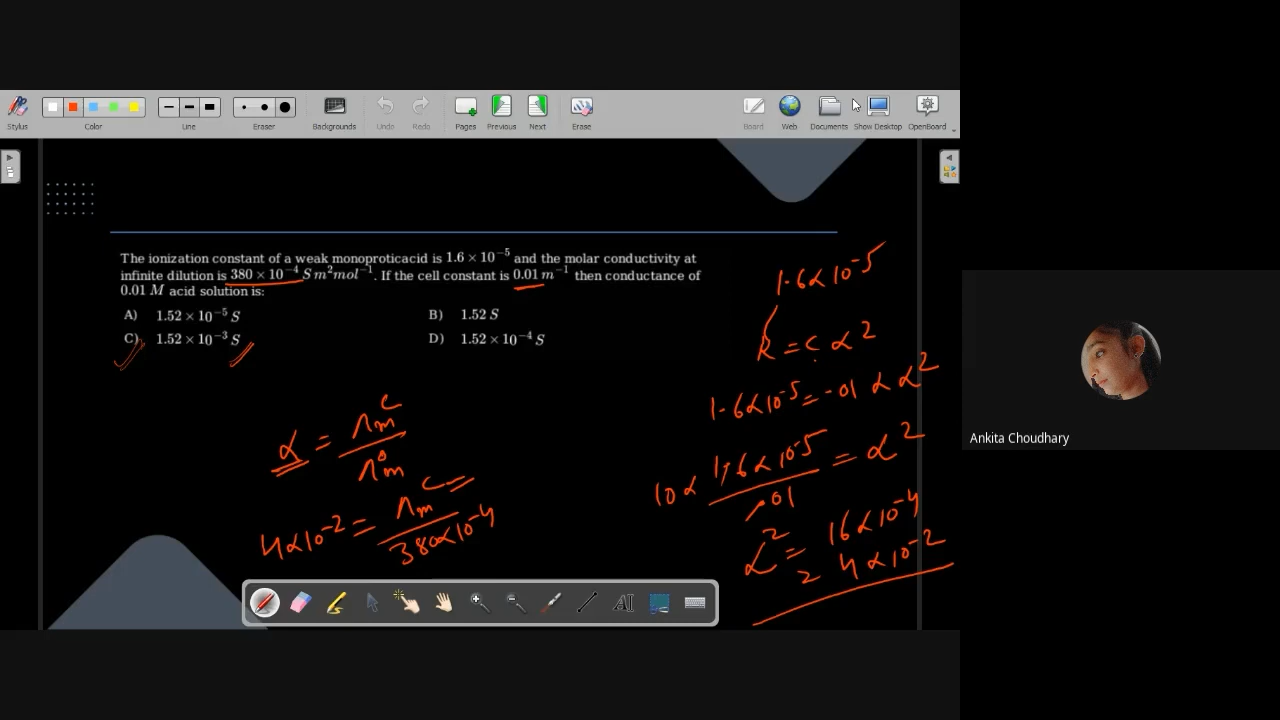 Stylus Color Line Eraser Backgrounds Undo Redo Pages Previous Next Erase Board Web Documents Show Desktop OpenBoard
The ionization constant of a weak monoproticacid is 1.6 × 10⁻⁵ and the molar conductivity at
infinite dilution is 380 × 10⁻⁴ S m²mol⁻¹. If the cell constant is 0.01 m⁻¹ then conductance of
0.01 M acid solution is:
A) 1.52 × 10⁻⁵ S B) 1.52 S
C) 1.52 × 10⁻³ S D) 1.52 × 10⁻⁴ S
1.6 × 10⁻⁵
K = C α²
1.6 × 10⁻⁵ = .01 × α²
10 × 1.6 × 10⁻⁵ / .01 = α²
α² = 16 × 10⁻⁴
= 4 × 10⁻²
α = Λm^c / Λm^o
4 × 10⁻² = Λm^c / 380 × 10⁻⁴
AI
Ankita Choudhary